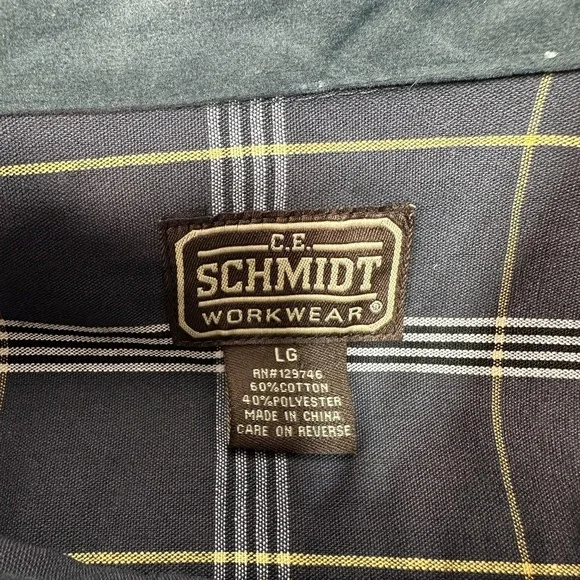 C.E.
SCHMIDT
WORKWEAR®
LG
RN#129746
60%COTTON
40%POLYESTER
MADE IN CHINA
CARE ON REVERSE